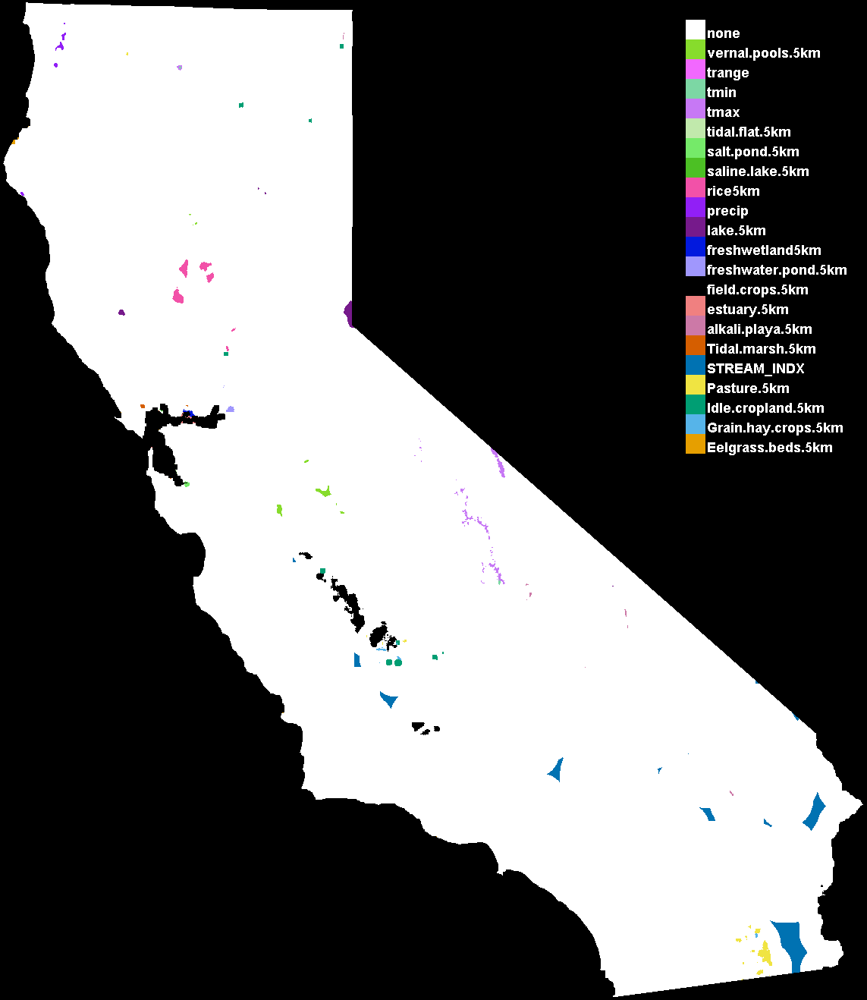 none
vernal.pools.5km
trange
tmin
tmax
tidal.flat.5km
salt.pond.5km
saline.lake.5km
rice5km
precip
lake.5km
freshwetland5km
freshwater.pond.5km
field.crops.5km
estuary.5km
alkali.playa.5km
Tidal.marsh.5km
STREAM_INDX
Pasture.5km
Idle.cropland.5km
Grain.hay.crops.5km
Eelgrass.beds.5km